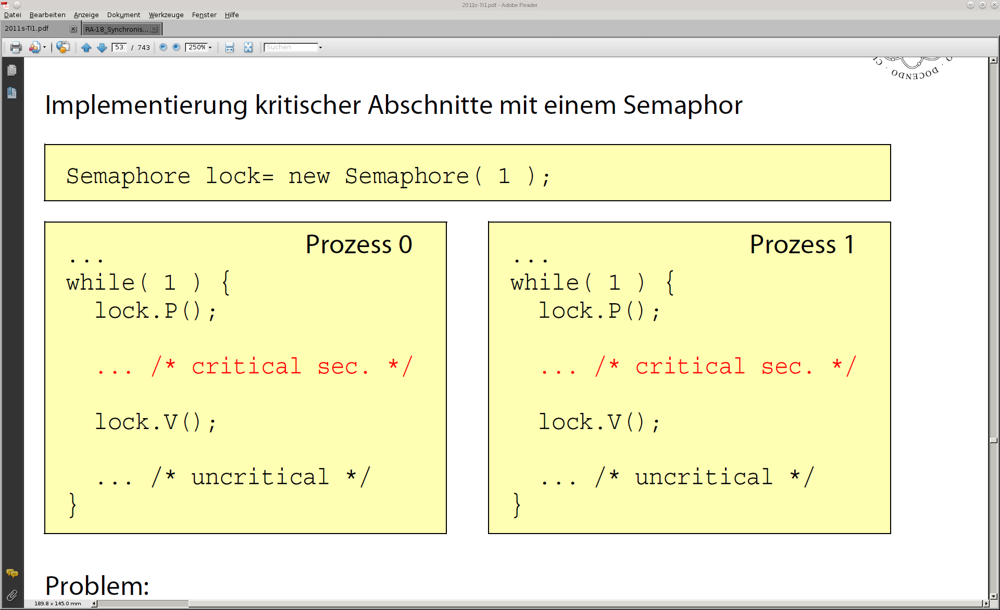 2011s-TI1.pdf - Adobe Reader
Datei Bearbeiten Anzeige Dokument Werkzeuge Fenster Hilfe
2011s-TI1.pdf RA-18_Synchronis...
53 / 743 250% Suchen
CI · DOCENDO ·
Implementierung kritischer Abschnitte mit einem Semaphor
Semaphore lock= new Semaphore( 1 );
Prozess 0
...
while( 1 ) {
lock.P();
... /* critical sec. */
lock.V();
... /* uncritical */
}
Prozess 1
...
while( 1 ) {
lock.P();
... /* critical sec. */
lock.V();
... /* uncritical */
}
Problem:
189.8 x 145.0 mm